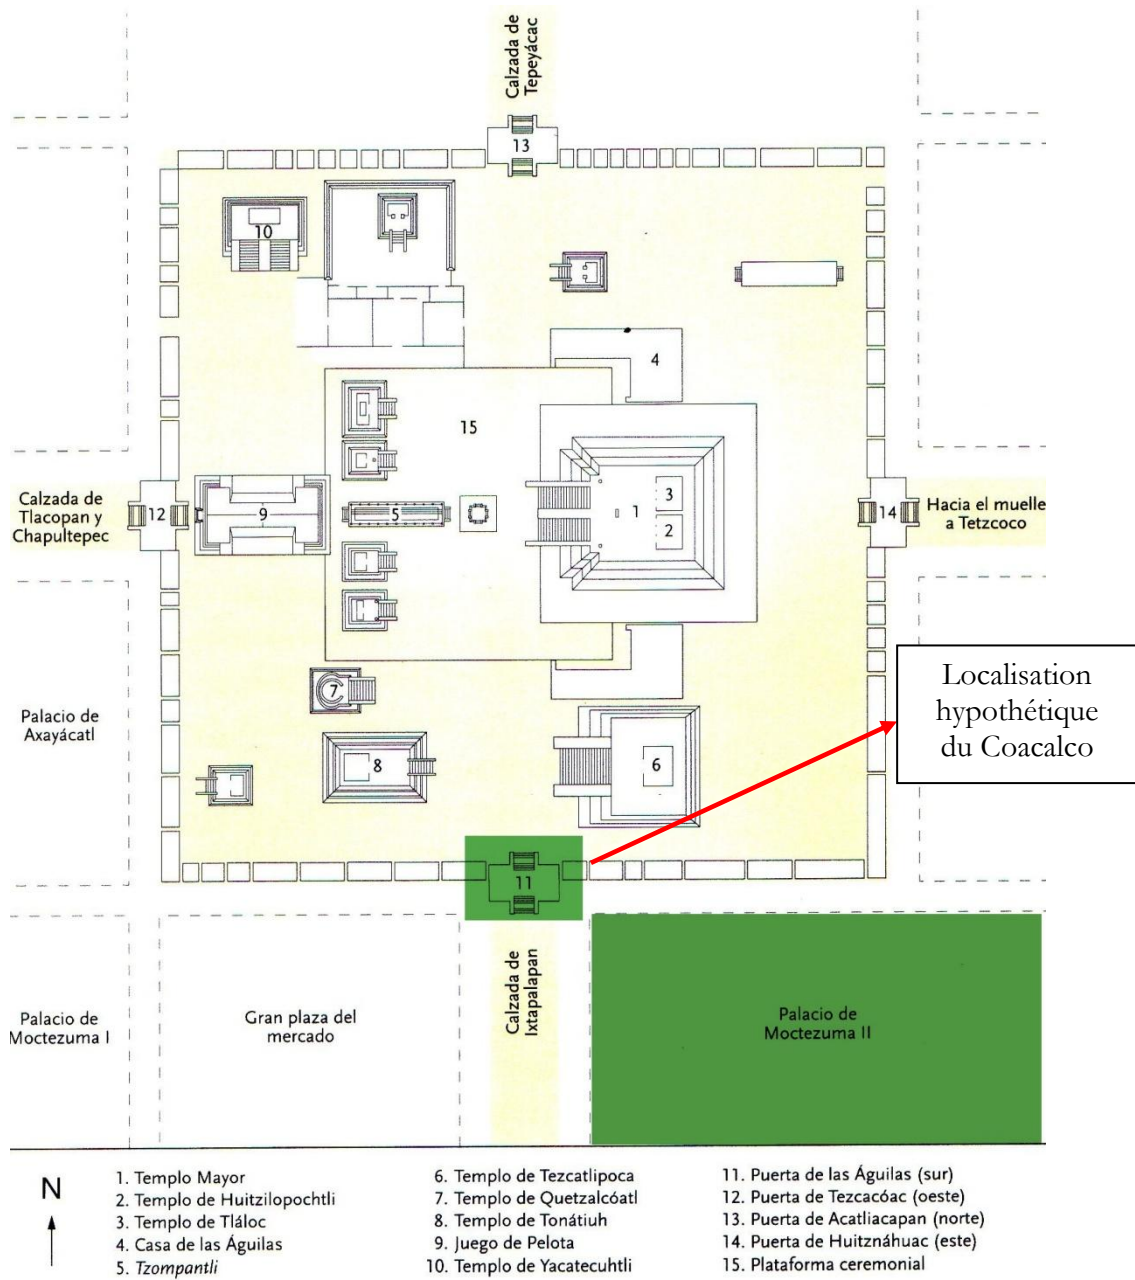 Calzada de
Tepeyácac
13
10
4
15
Calzada de
Tlacopan y
Chapultepec
12
9
5
1
3
2
14
Hacia el muelle
a Tetzcoco
Localisation
hypothétique
du Coacalco
Palacio de
Axayácatl
7
8
6
11
Palacio de
Moctezuma I
Gran plaza del
mercado
Calzada de
Ixtapalapan
Palacio de
Moctezuma II
N
1. Templo Mayor
2. Templo de Huitzilopochtli
3. Templo de Tláloc
4. Casa de las Águilas
5. Tzompantli
6. Templo de Tezcatlipoca
7. Templo de Quetzalcóatl
8. Templo de Tonátiuh
9. Juego de Pelota
10. Templo de Yacatecuhtli
11. Puerta de las Águilas (sur)
12. Puerta de Tezcacóac (oeste)
13. Puerta de Acatliacapan (norte)
14. Puerta de Huitznáhuac (este)
15. Plataforma ceremonial